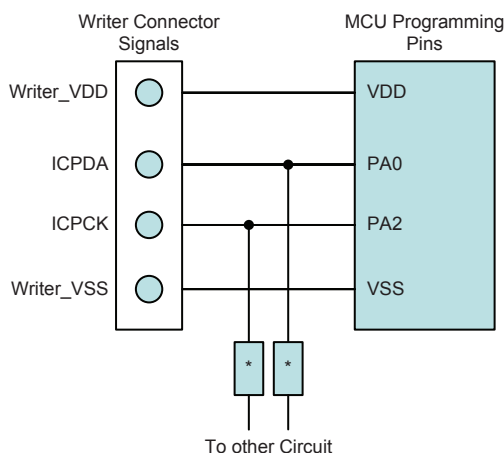 Writer Connector
Signals
MCU Programming
Pins
Writer_VDD
VDD
ICPDA
PA0
ICPCK
PA2
Writer_VSS
VSS
*
*
To other Circuit